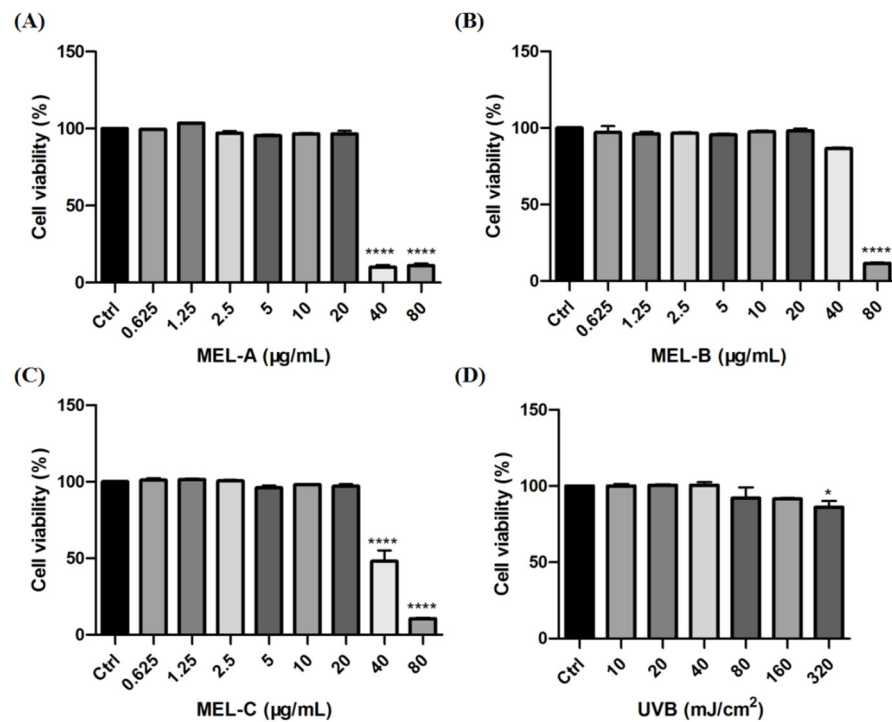 (A)
150
100
50
0
Cell viability (%)
**** ****
Ctrl 0.625 1.25 2.5 5 10 20 40 80
MEL-A (µg/mL)
(B)
150
100
50
0
Cell viability (%)
****
Ctrl 0.625 1.25 2.5 5 10 20 40 80
MEL-B (µg/mL)
(C)
150
100
50
0
Cell viability (%)
****
****
Ctrl 0.625 1.25 2.5 5 10 20 40 80
MEL-C (µg/mL)
(D)
150
100
50
0
Cell viability (%)
*
Ctrl 10 20 40 80 160 320
UVB (mJ/cm²)